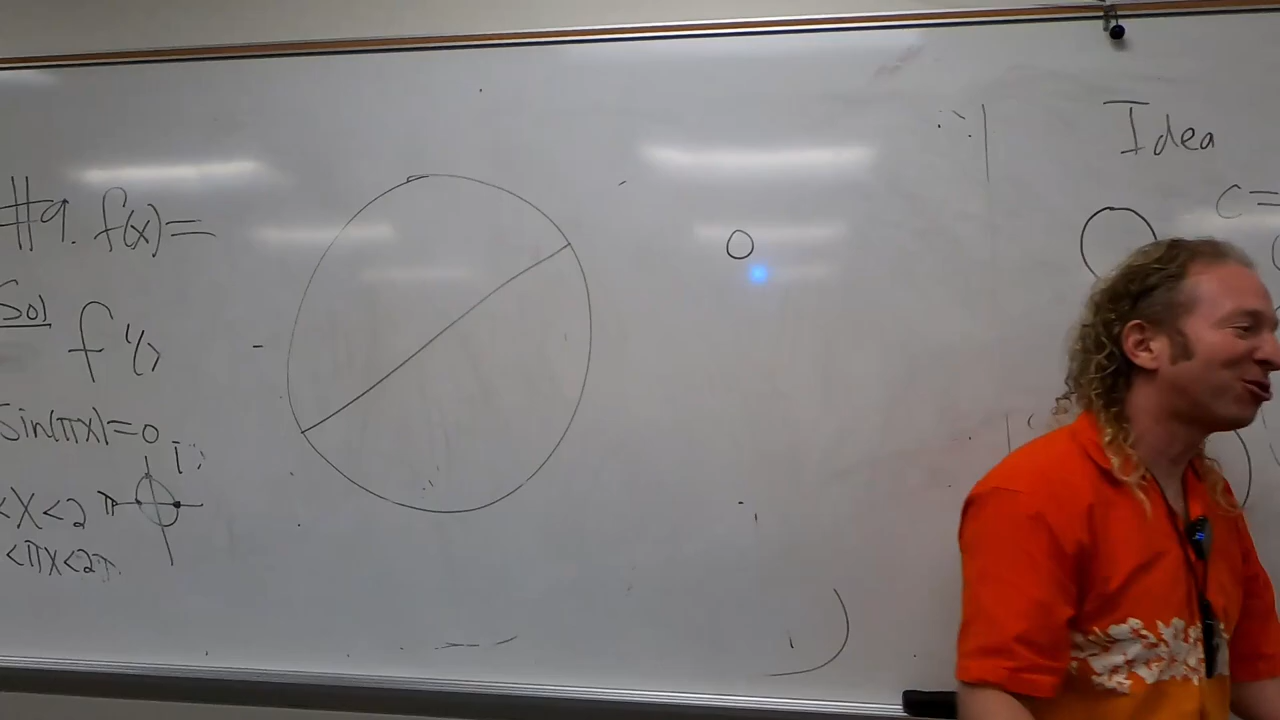 #9. f(x)=
Sol
f'()
Sin(πx)=0
<x<2
π
<πx<2π
Idea
c=